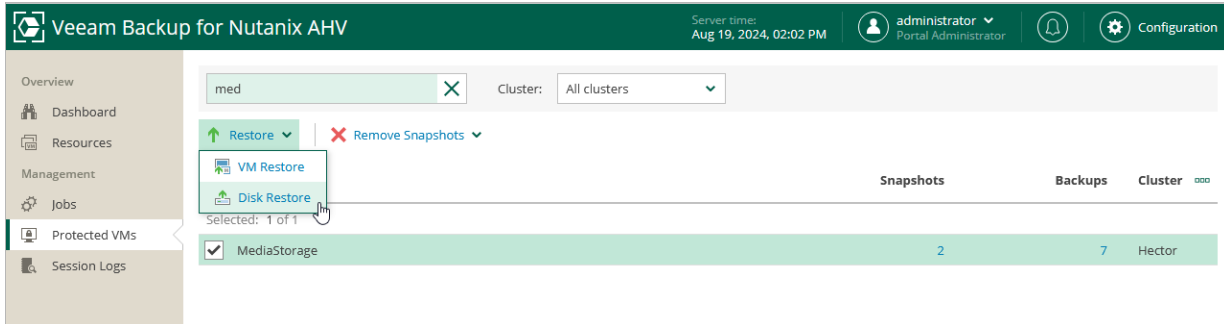 Veeam Backup for Nutanix AHV
Server time:
Aug 19, 2024, 02:02 PM
administrator
Portal Administrator
Configuration
Overview
Dashboard
Resources
Management
Jobs
Protected VMs
Session Logs
med
Cluster: All clusters
Restore Remove Snapshots
VM Restore
Disk Restore
Snapshots Backups Cluster
Selected: 1 of 1
MediaStorage 2 7 Hector